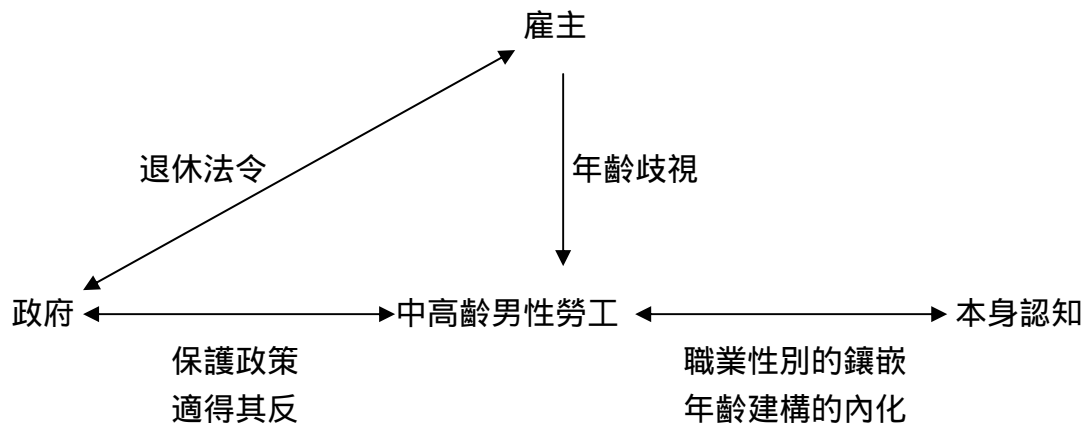 雇主
退休法令
年齡歧視
政府
中高齡男性勞工
本身認知
保護政策
適得其反
職業性別的鑲嵌
年齡建構的內化